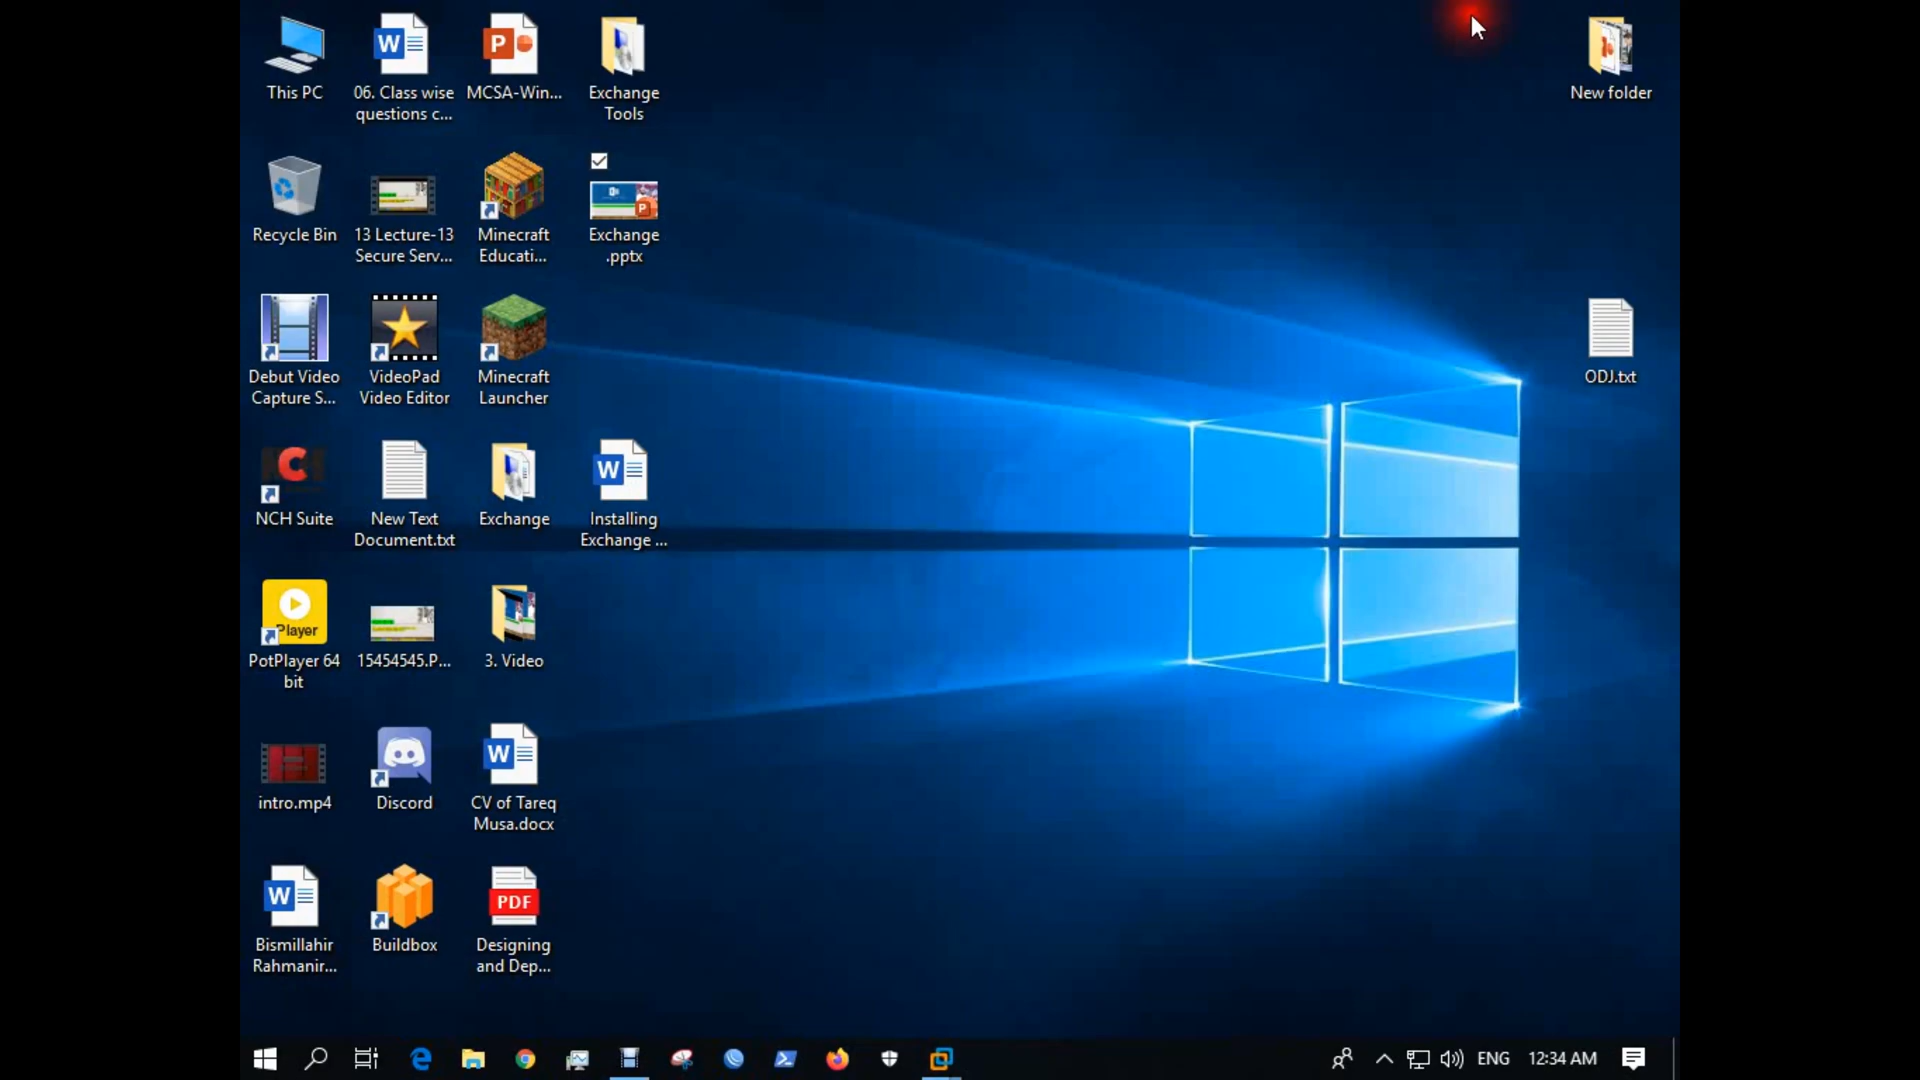 This PC
06. Class wise
questions c...
MCSA-Win...
Exchange
Tools
New folder
Recycle Bin
13 Lecture-13
Secure Serv...
Minecraft
Educati...
Exchange
.pptx
Debut Video
Capture S...
VideoPad
Video Editor
Minecraft
Launcher
ODJ.txt
NCH Suite
New Text
Document.txt
Exchange
Installing
Exchange ...
Player
PotPlayer 64
bit
15454545.P...
3. Video
intro.mp4
Discord
CV of Tareq
Musa.docx
Bismillahir
Rahmanir...
Buildbox
PDF
Designing
and Dep...
ENG
12:34 AM